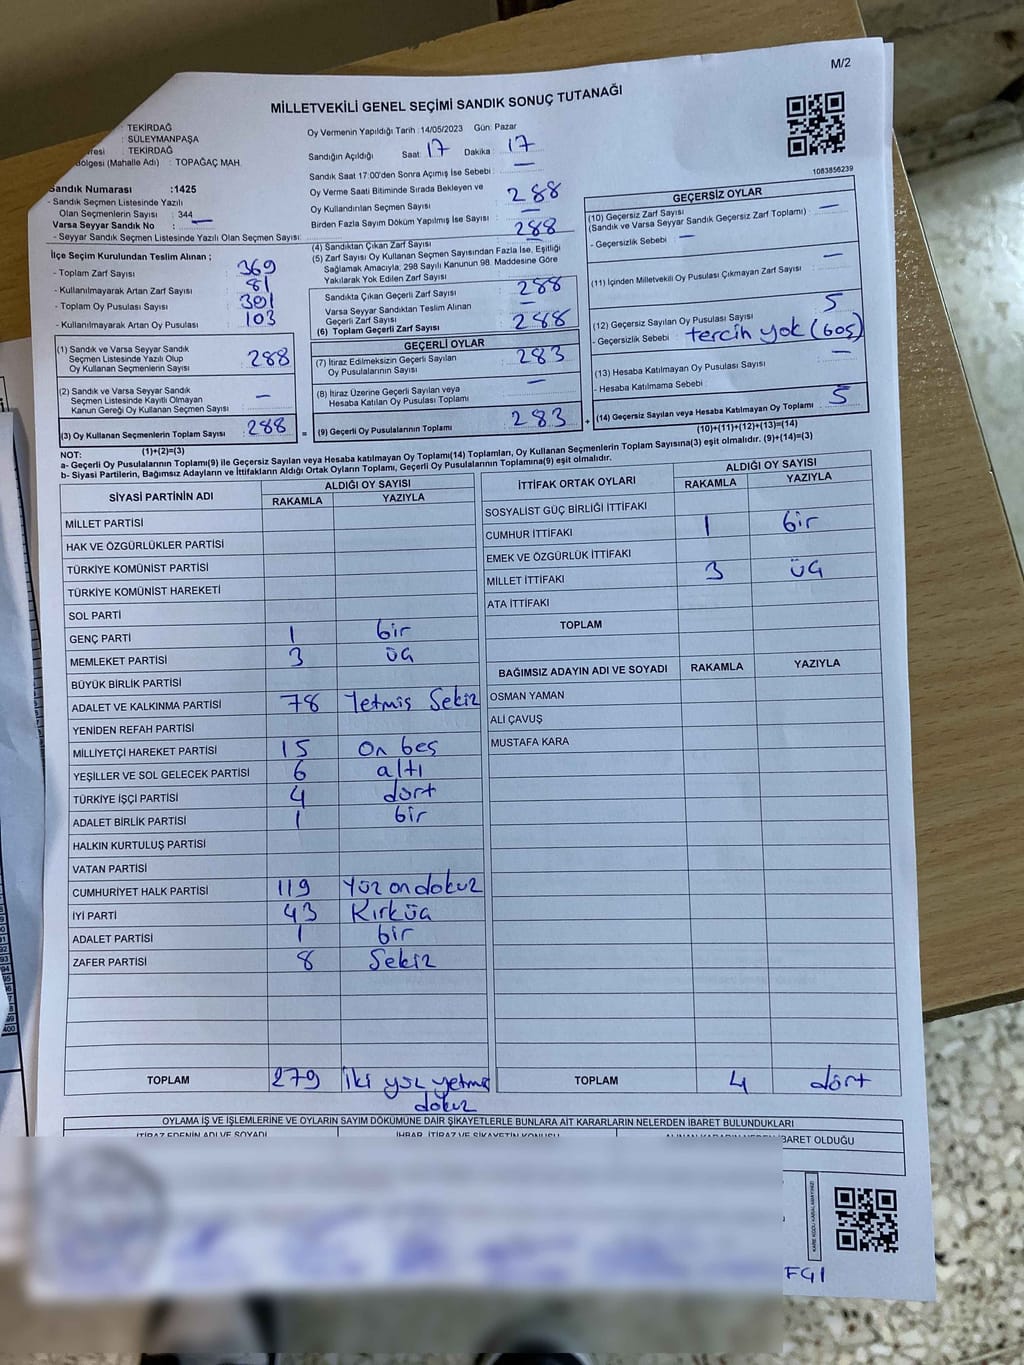 M/2
MİLLETVEKİLİ GENEL SEÇİMİ SANDIK SONUÇ TUTANAĞI
: TEKİRDAĞ
: SÜLEYMANPAŞA
: TEKİRDAĞ
(Mahalle Adı) : TOPAĞAÇ MAH.
Sandık Numarası :1425
- Sandık Seçmen Listesinde Yazılı
Olan Seçmenlerin Sayısı : 344
Varsa Seyyar Sandık No : —
- Seyyar Sandık Seçmen Listesinde Yazılı Olan Seçmen Sayısı:
Oy Vermenin Yapıldığı Tarih :14/05/2023 Gün: Pazar
Sandığın Açıldığı Saat : 17 Dakika : 17
Sandık Saat 17:00'den Sonra Açımış İse Sebebi : —
Oy Verme Saati Bitiminde Sırada Bekleyen ve
Oy Kullandırılan Seçmen Sayısı : 288
Birden Fazla Sayım Döküm Yapılmış İse Sayısı : —
1083856239
İlçe Seçim Kurulundan Teslim Alınan ;
- Toplam Zarf Sayısı : 369
- Kullanılmayarak Artan Zarf Sayısı : 81
- Toplam Oy Pusulası Sayısı : 391
- Kullanılmayarak Artan Oy Pusulası : 103
(4) Sandıktan Çıkan Zarf Sayısı : 288
(5) Zarf Sayısı Oy Kullanan Seçmen Sayısından Fazla İse, Eşitliği
Sağlamak Amacıyla, 298 Sayılı Kanunun 98. Maddesine Göre
Yakılarak Yok Edilen Zarf Sayısı : —
Sandıkta Çıkan Geçerli Zarf Sayısı : 288
Varsa Seyyar Sandıktan Teslim Alınan
Geçerli Zarf Sayısı : —
(6) Toplam Geçerli Zarf Sayısı : 288
GEÇERSİZ OYLAR
(10) Geçersiz Zarf Sayısı : —
(Sandık ve Varsa Seyyar Sandık Geçersiz Zarf Toplamı)
- Geçersizlik Sebebi : —
(11) İçinden Milletvekili Oy Pusulası Çıkmayan Zarf Sayısı : —
(12) Geçersiz Sayılan Oy Pusulası Sayısı : 5
- Geçersizlik Sebebi : tercih yok (boş)
(13) Hesaba Katılmayan Oy Pusulası Sayısı : —
- Hesaba Katılmama Sebebi :
(14) Geçersiz Sayılan veya Hesaba Katılmayan Oy Toplamı : 5
(10)+(11)+(12)+(13)=(14)
(1) Sandık ve Varsa Seyyar Sandık
Seçmen Listesinde Yazılı Olup
Oy Kullanan Seçmenlerin Sayısı : 288
(2) Sandık ve Varsa Seyyar Sandık
Seçmen Listesinde Kayıtlı Olmayan
Kanun Gereği Oy Kullanan Seçmen Sayısı : —
(3) Oy Kullanan Seçmenlerin Toplam Sayısı : 288
(1)+(2)=(3)
=
GEÇERLİ OYLAR
(7) İtiraz Edilmeksizin Geçerli Sayılan
Oy Pusulalarının Sayısı : 283
(8) İtiraz Üzerine Geçerli Sayılan veya
Hesaba Katılan Oy Pusulası Toplamı : —
(9) Geçerli Oy Pusulalarının Toplamı : 283
+
NOT:
a- Geçerli Oy Pusulalarının Toplamı(9) ile Geçersiz Sayılan veya Hesaba katılmayan Oy Toplamı(14) Toplamları, Oy Kullanan Seçmenlerin Toplam Sayısına(3) eşit olmalıdır. (9)+(14)=(3)
b- Siyasi Partilerin, Bağımsız Adayların ve İttifakların Aldığı Ortak Oyların Toplamı, Geçerli Oy Pusulalarının Toplamına(9) eşit olmalıdır.
SİYASİ PARTİNİN ADI ALDIĞI OY SAYISI
RAKAMLA YAZIYLA
MİLLET PARTİSİ
HAK VE ÖZGÜRLÜKLER PARTİSİ
TÜRKİYE KOMÜNİST PARTİSİ
TÜRKİYE KOMÜNİST HAREKETİ
SOL PARTİ
GENÇ PARTİ 1 bir
MEMLEKET PARTİSİ 3 üç
BÜYÜK BİRLİK PARTİSİ
ADALET VE KALKINMA PARTİSİ 78 Yetmiş Sekiz
YENİDEN REFAH PARTİSİ
MİLLİYETÇİ HAREKET PARTİSİ 15 On beş
YEŞİLLER VE SOL GELECEK PARTİSİ 6 altı
TÜRKİYE İŞÇİ PARTİSİ 4 dört
ADALET BİRLİK PARTİSİ 1 bir
HALKIN KURTULUŞ PARTİSİ
VATAN PARTİSİ
CUMHURİYET HALK PARTİSİ 119 Yüz on dokuz
İYİ PARTİ 43 Kırküç
ADALET PARTİSİ 1 bir
ZAFER PARTİSİ 8 Sekiz
TOPLAM 279 iki yüz yetmiş
dokuz
İTTİFAK ORTAK OYLARI ALDIĞI OY SAYISI
RAKAMLA YAZIYLA
SOSYALİST GÜÇ BİRLİĞİ İTTİFAKI
CUMHUR İTTİFAKI 1 bir
EMEK VE ÖZGÜRLÜK İTTİFAKI
MİLLET İTTİFAKI 3 üç
ATA İTTİFAKI
TOPLAM
BAĞIMSIZ ADAYIN ADI VE SOYADI RAKAMLA YAZIYLA
OSMAN YAMAN
ALİ ÇAVUŞ
MUSTAFA KARA
TOPLAM 4 dört
OYLAMA İŞ VE İŞLEMLERİNE VE OYLARIN SAYIM DÖKÜMÜNE DAİR ŞİKAYETLERLE BUNLARA AİT KARARLARIN NELERDEN İBARET BULUNDUKLARI
İTİRAZ EDENİN ADI VE SOYADI İHBAR, İTİRAZ VE ŞİKAYETİN KONUSU İBARET OLDUĞU
FG1